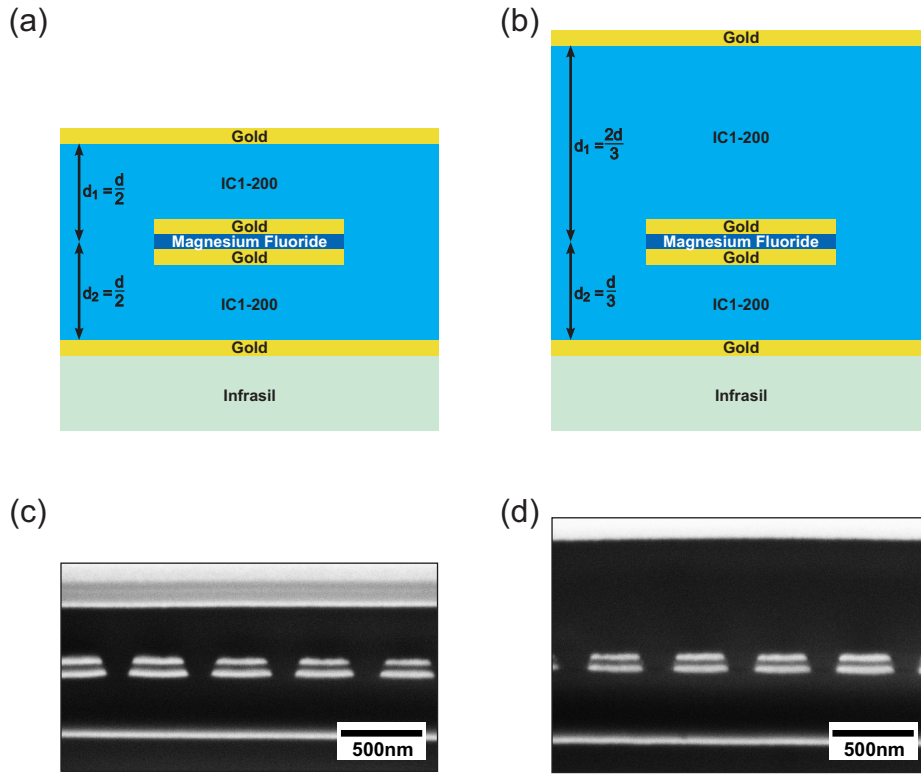 (a)
Gold
d₁ = d/2
IC1-200
Gold
Magnesium Fluoride
Gold
d₂ = d/2
IC1-200
Gold
Infrasil
(b)
Gold
d₁ = 2d/3
IC1-200
Gold
Magnesium Fluoride
Gold
d₂ = d/3
IC1-200
Gold
Infrasil
(c)
500nm
(d)
500nm